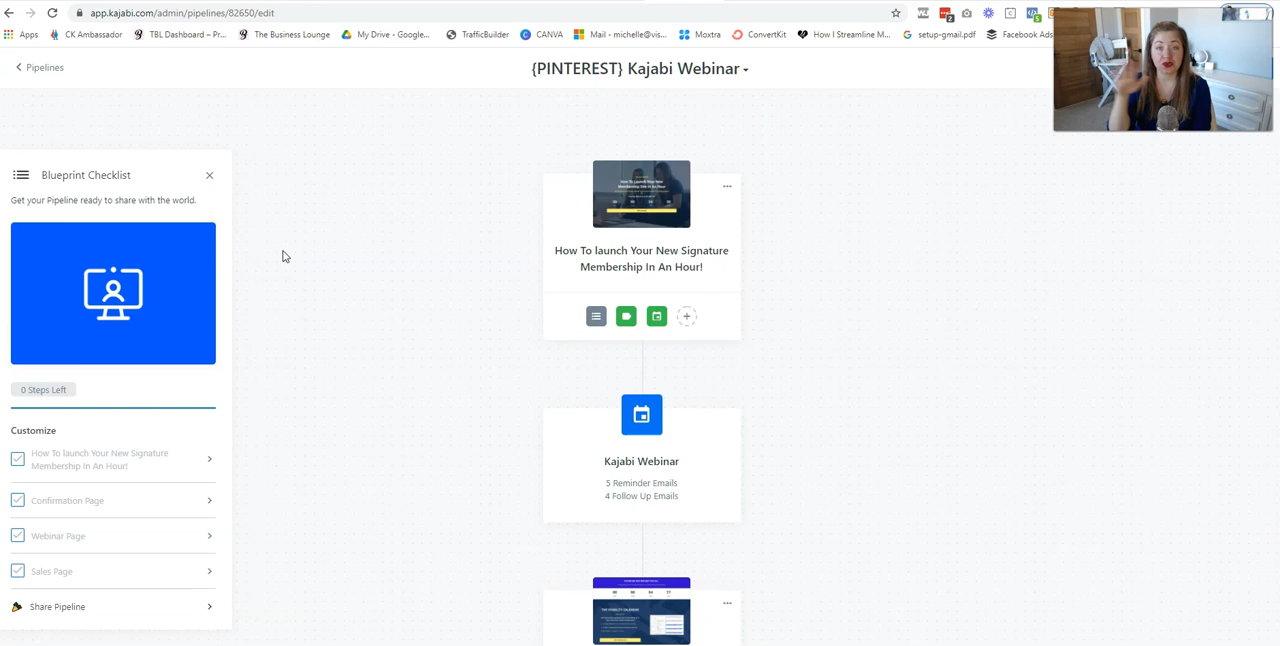 app.kajabi.com/admin/pipelines/82650/edit
Apps
CK Ambassador
TBL Dashboard – Pr...
The Business Lounge
My Drive - Google...
TrafficBuilder
CANVA
Mail - michelle@vis...
Moxtra
ConvertKit
How I Streamline M...
setup-gmail.pdf
Facebook Ads
Pipelines
{PINTEREST} Kajabi Webinar
Blueprint Checklist
Get your Pipeline ready to share with the world.
0 Steps Left
Customize
How To launch Your New Signature
Membership In An Hour!
Confirmation Page
Webinar Page
Sales Page
Share Pipeline
How To launch Your New Signature
Membership In An Hour!
Kajabi Webinar
5 Reminder Emails
4 Follow Up Emails
THE VISIBILITY CALENDAR